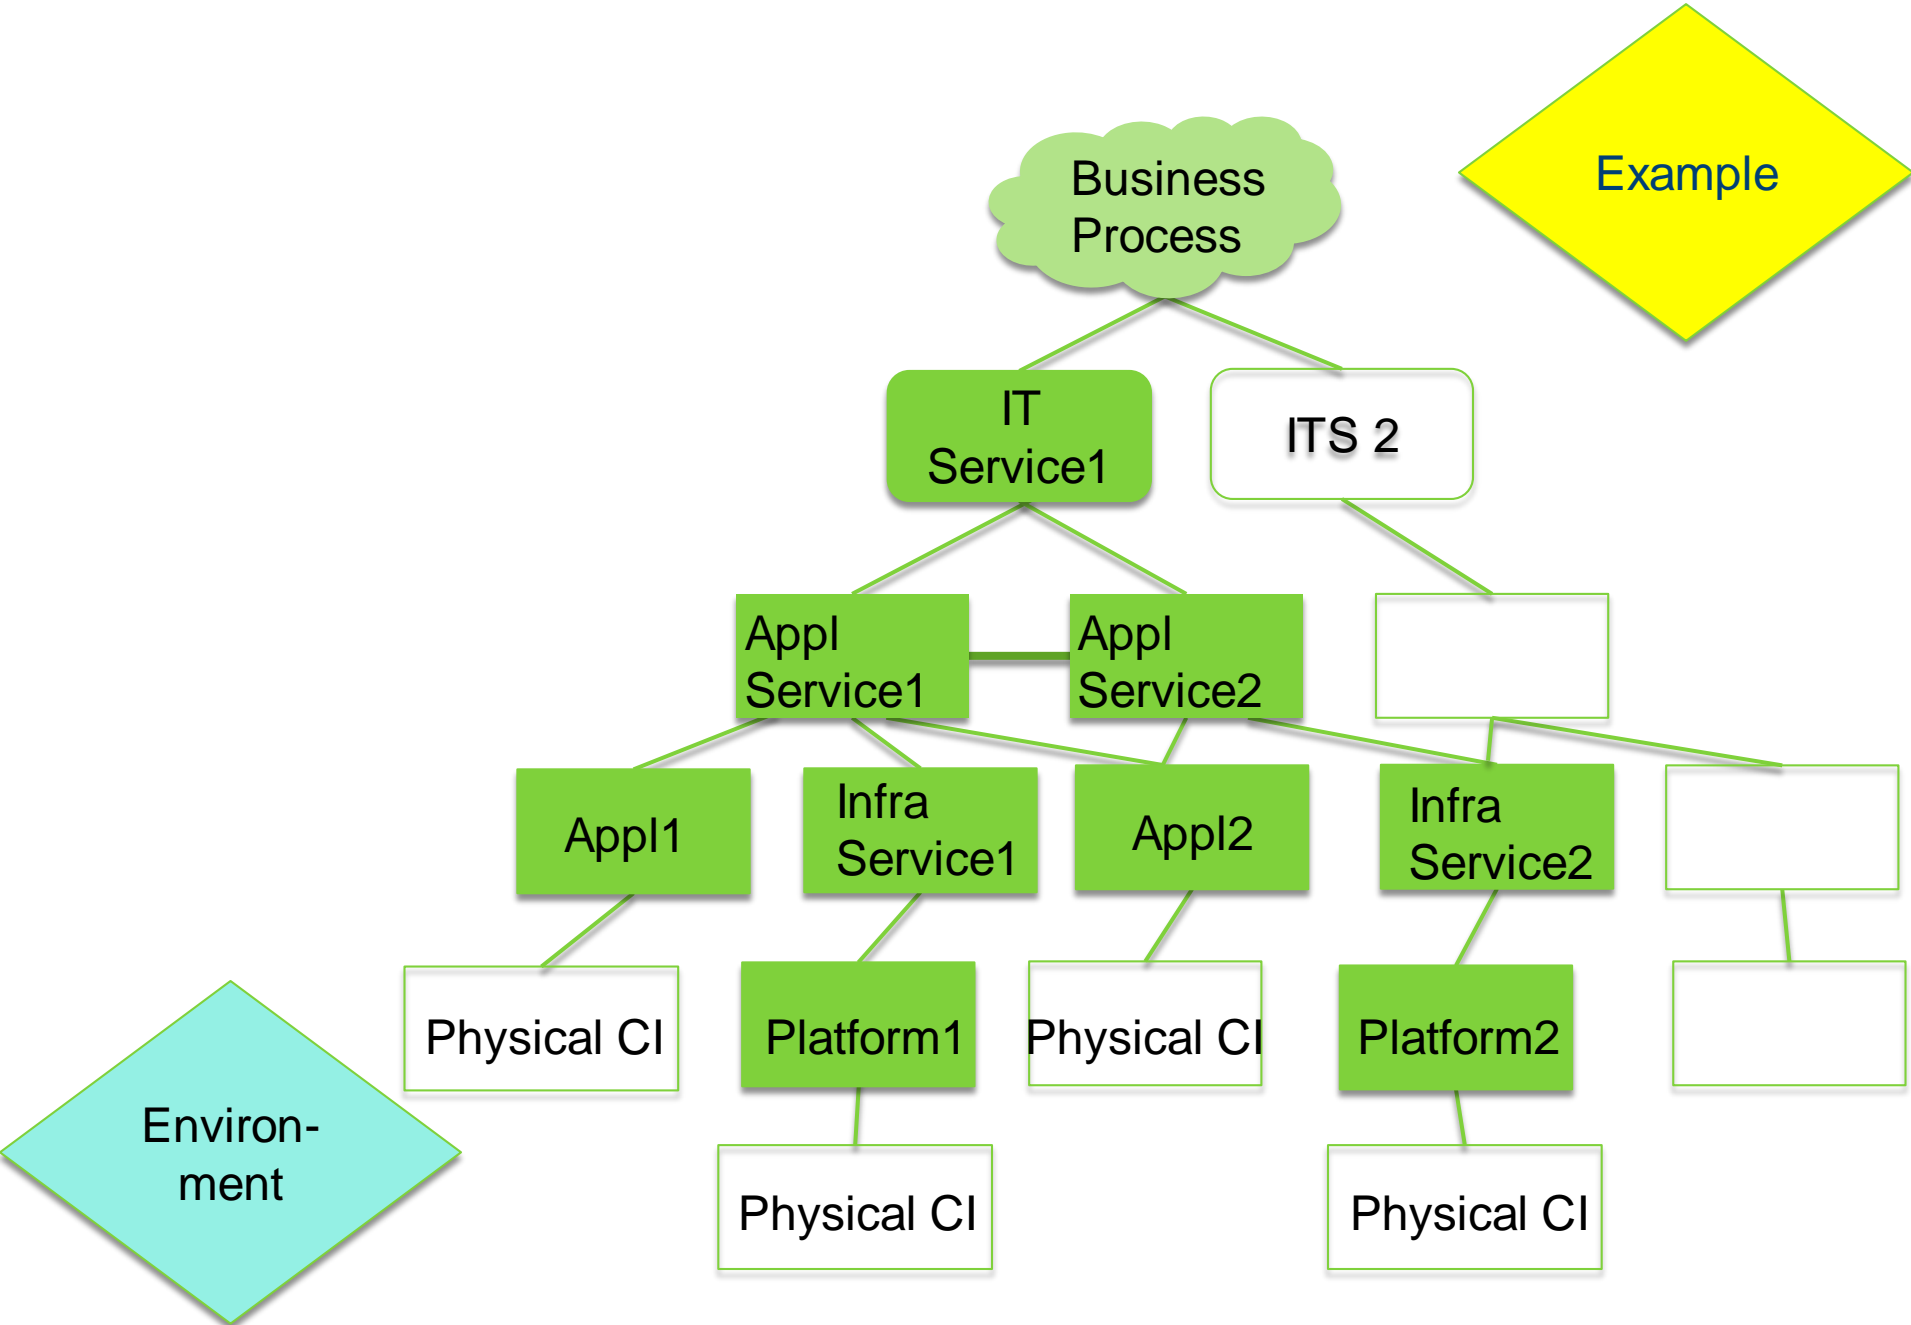 Example
Business
Process
IT
Service1
ITS 2
Appl
Service1
Appl
Service2
Appl1
Infra
Service1
Appl2
Infra
Service2
Physical CI
Platform1
Physical CI
Platform2
Environ-
ment
Physical CI
Physical CI